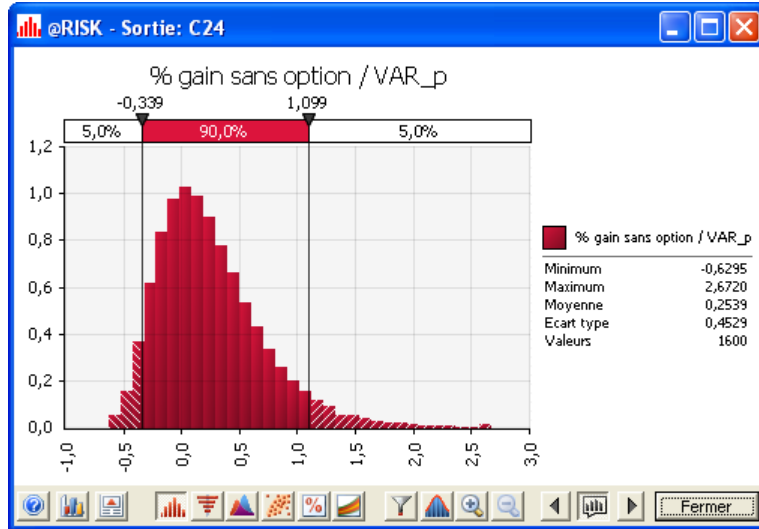 @RISK - Sortie: C24
% gain sans option / VAR_p
-0,339 1,099
5,0% 90,0% 5,0%
1,2
1,0
0,8
0,6
0,4
0,2
0,0
-1,0 -0,5 0,0 0,5 1,0 1,5 2,0 2,5 3,0
% gain sans option / VAR_p
Minimum -0,6295
Maximum 2,6720
Moyenne 0,2539
Ecart type 0,4529
Valeurs 1600
Fermer